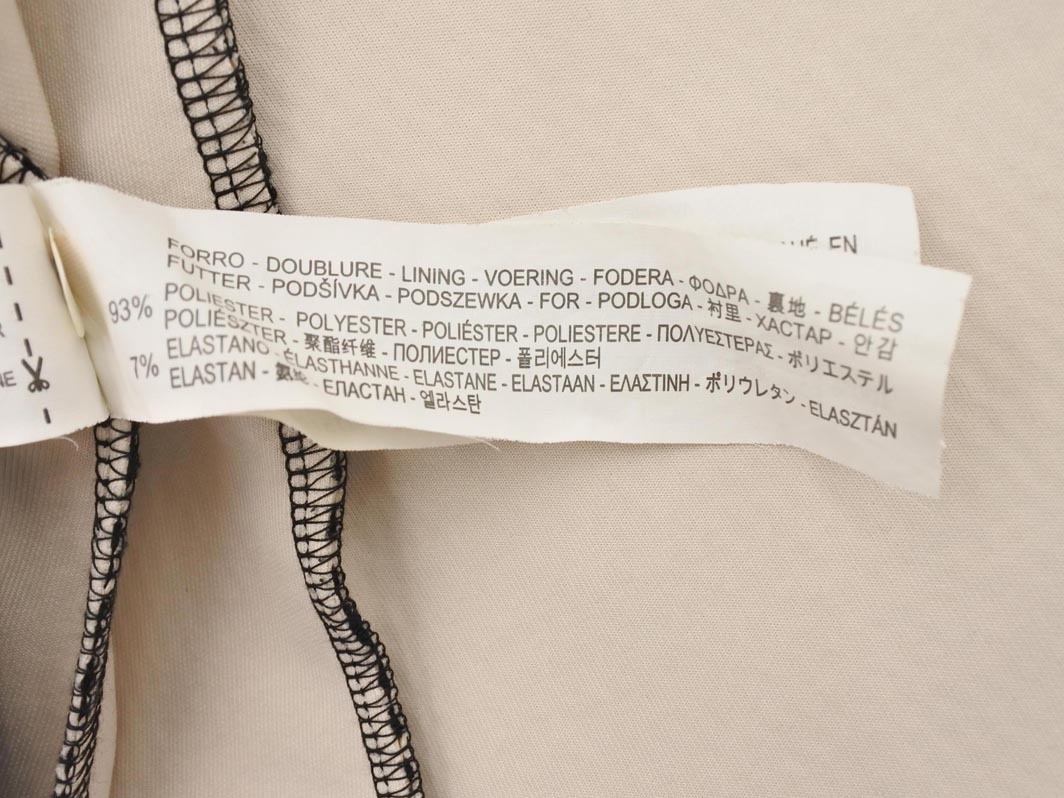 EN
FORRO - DOUBLURE - LINING - VOERING - FODERA - ΦΟΔΡΑ - 裏地 - BÉLÉS
FUTTER - PODŠÍVKA - PODSZEWKA - FOR - PODLOGA - 衬里 - ХАСТАР - 안감
93% POLIESTER - POLYESTER - POLIÉSTER - POLIESTERE - ΠΟΛΥΕΣΤΕΡΑΣ - ポリエステル
POLIÉSZTER - 聚酯纤维 - ПОЛИЕСТЕР - 폴리에스터
7% ELASTANO - ÉLASTHANNE - ELASTANE - ELASTAAN - ΕΛΑΣΤΙΝΗ - ポリウレタン - ELASZTÁN
ELASTAN - ЕПАСТАН - 엘라스탄